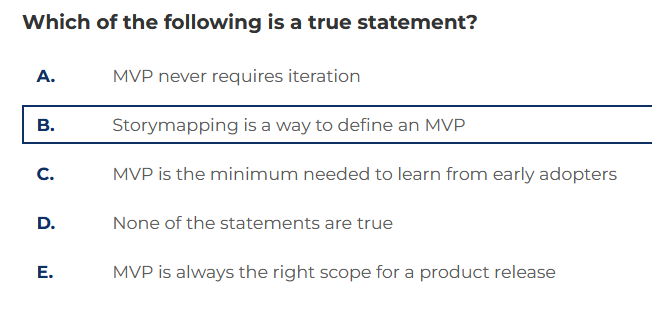 Which of the following is a true statement?
A. MVP never requires iteration
B. Storymapping is a way to define an MVP
C. MVP is the minimum needed to learn from early adopters
D. None of the statements are true
E. MVP is always the right scope for a product release